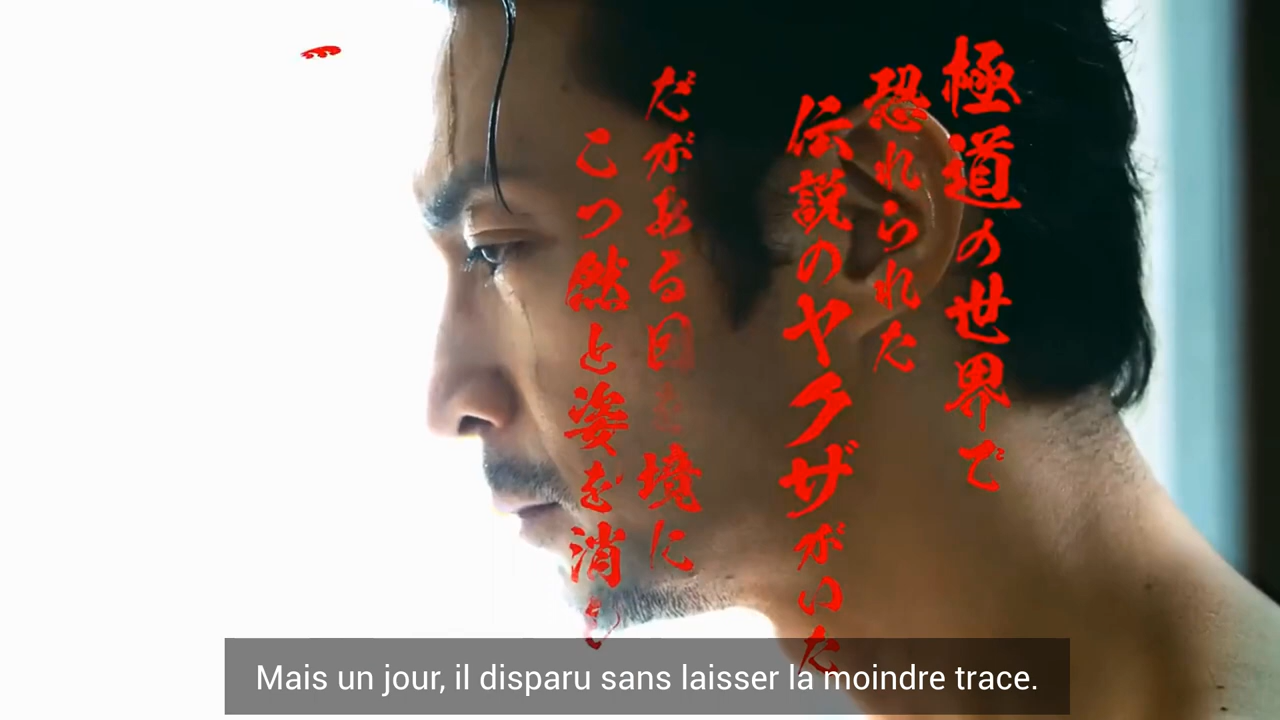 極道の世界で
恐れられた
伝説のヤクザがいた
だがある日を境に
こつ然と姿を消し
Mais un jour, il disparu sans laisser la moindre trace.